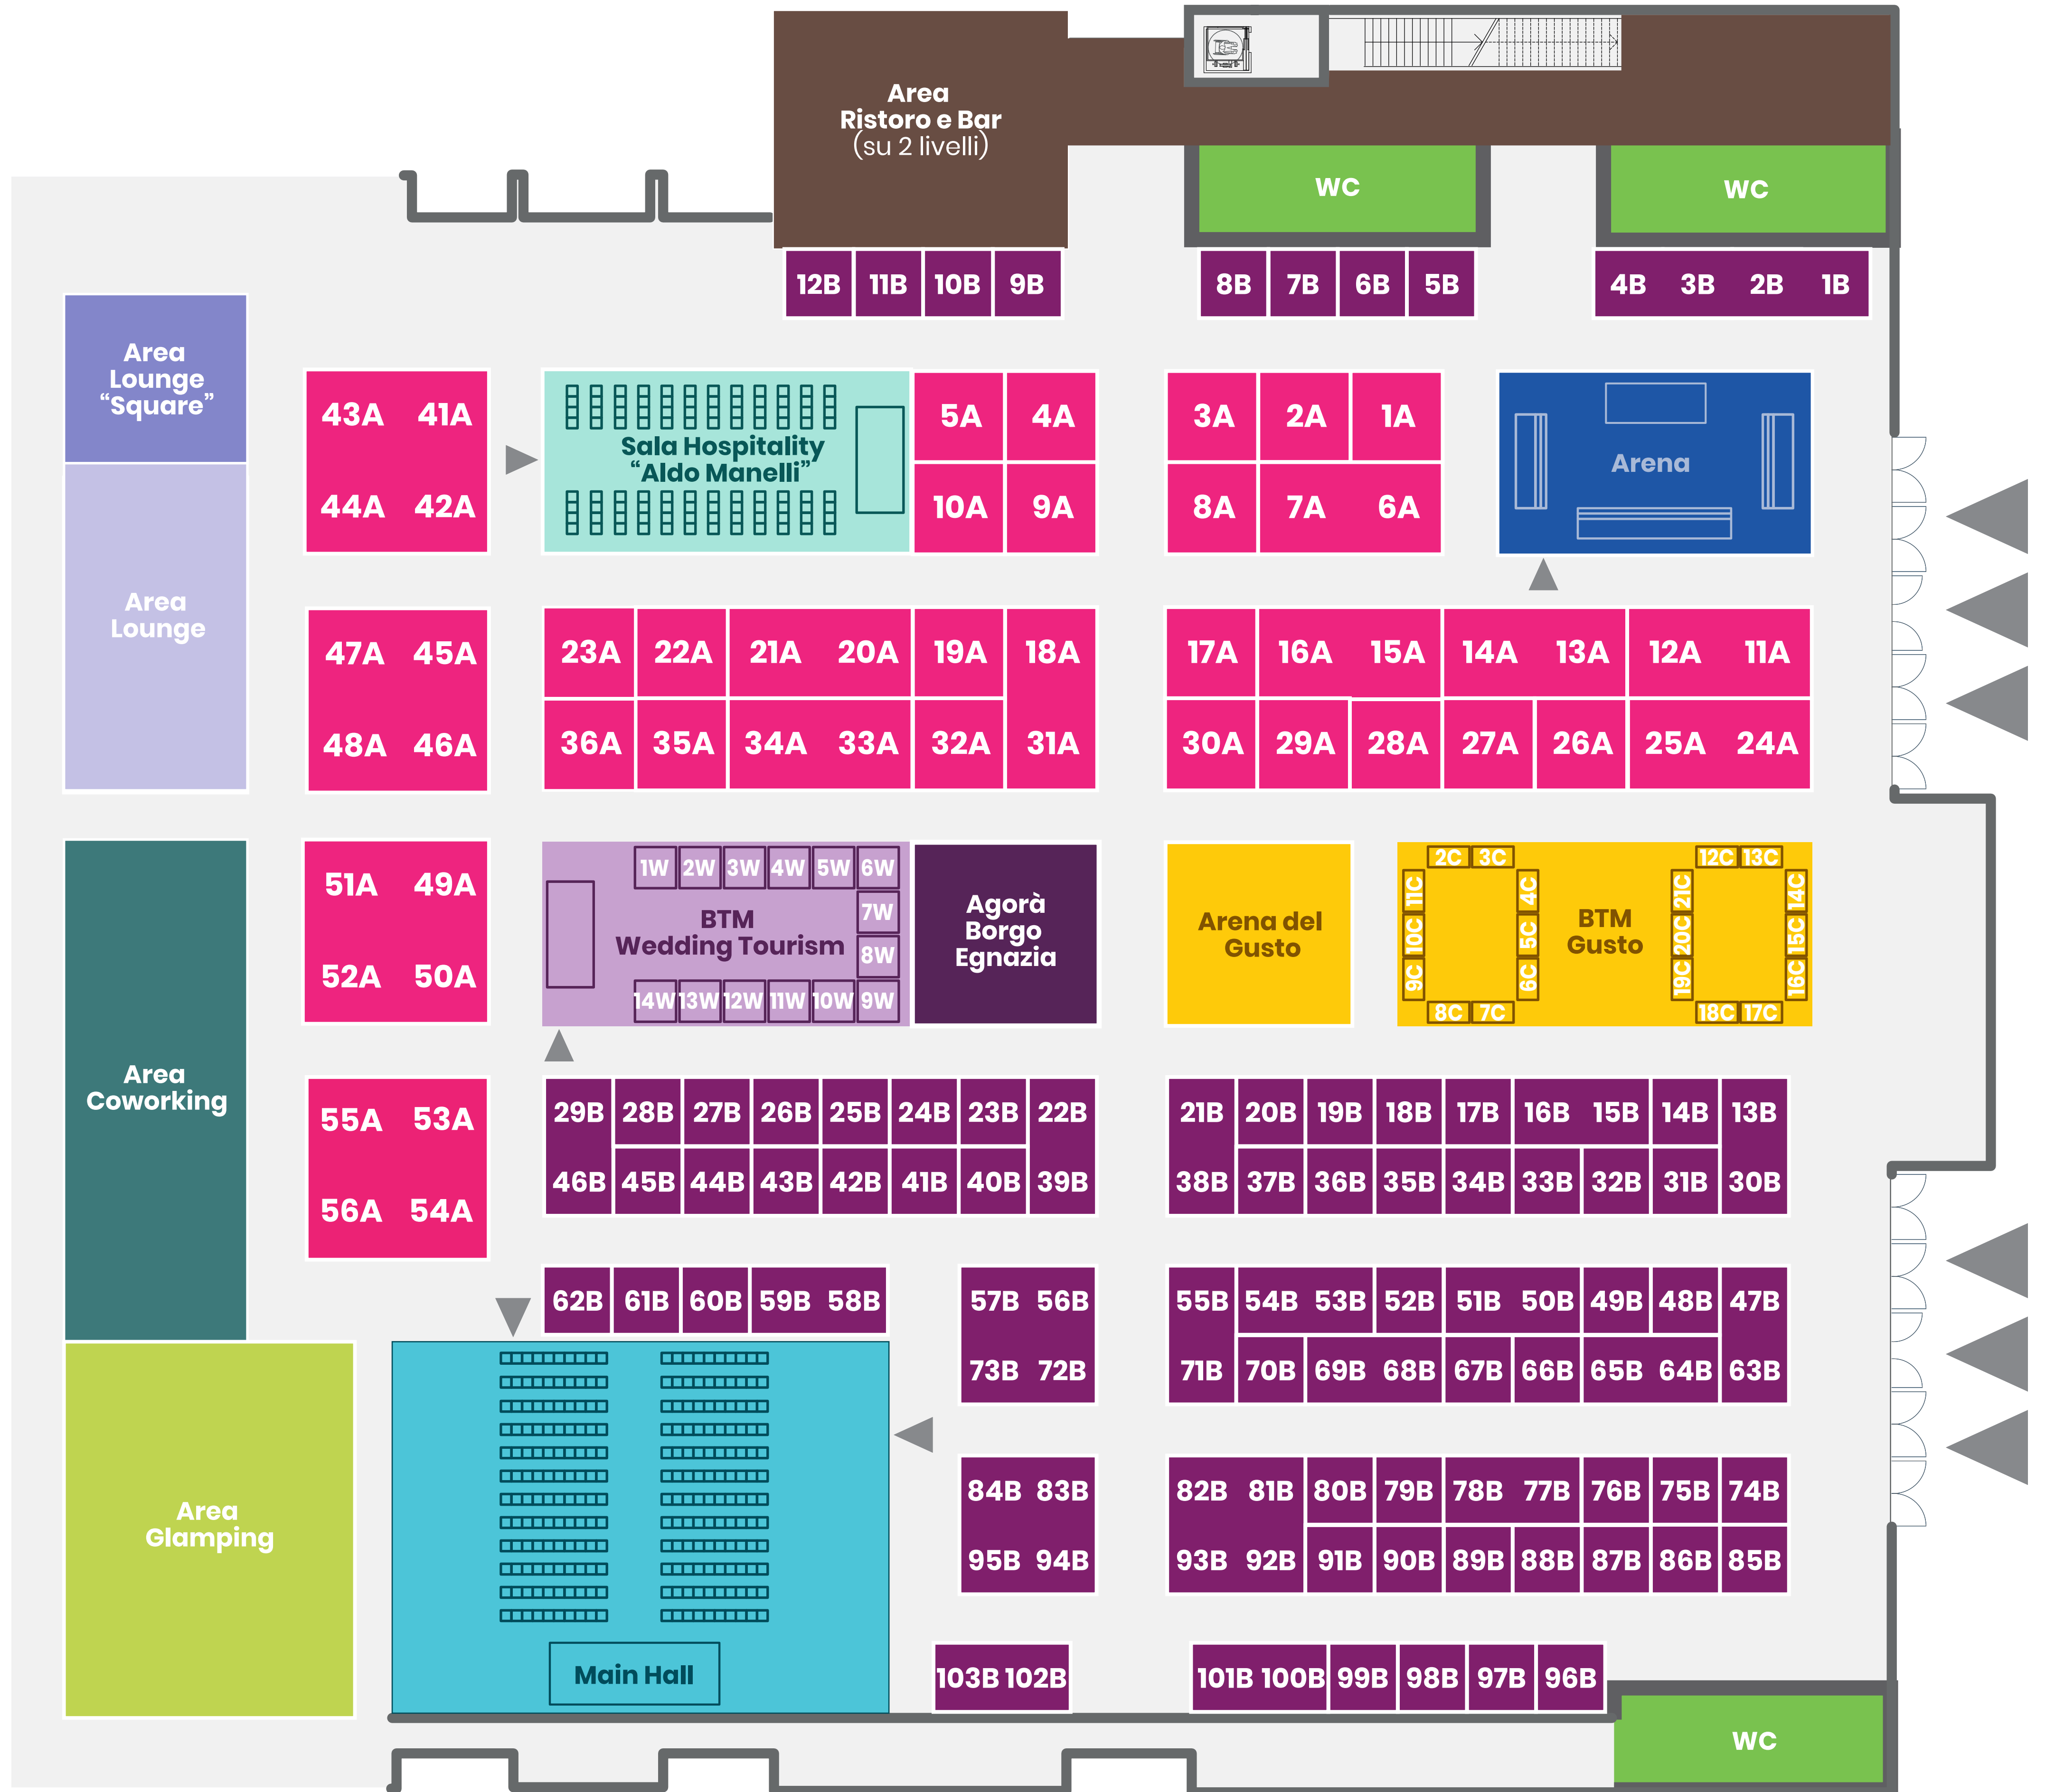 Area
Ristoro e Bar
(su 2 livelli)
WC
WC
12B 11B 10B 9B
8B 7B 6B 5B
4B 3B 2B 1B
Area
Lounge
“Square”
43A 41A
44A 42A
Sala Hospitality
“Aldo Manelli”
5A 4A
10A 9A
3A 2A 1A
8A 7A 6A
Arena
Area
Lounge
47A 45A
48A 46A
23A 22A 21A 20A 19A 18A
36A 35A 34A 33A 32A 31A
17A 16A 15A 14A 13A 12A 11A
30A 29A 28A 27A 26A 25A 24A
Area
Coworking
51A 49A
52A 50A
1W 2W 3W 4W 5W 6W
7W
8W
BTM
Wedding Tourism
14W 13W 12W 11W 10W 9W
Agorà
Borgo
Egnazia
Arena del
Gusto
2C 3C
11C 4C
10C 5C
9C 6C
8C 7C
BTM
Gusto
12C 13C
21C 14C
20C 15C
19C 16C
18C 17C
55A 53A
56A 54A
29B 28B 27B 26B 25B 24B 23B 22B
46B 45B 44B 43B 42B 41B 40B 39B
21B 20B 19B 18B 17B 16B 15B 14B 13B
38B 37B 36B 35B 34B 33B 32B 31B 30B
62B 61B 60B 59B 58B
57B 56B
73B 72B
55B 54B 53B 52B 51B 50B 49B 48B 47B
71B 70B 69B 68B 67B 66B 65B 64B 63B
Area
Glamping
Main Hall
84B 83B
95B 94B
82B 81B 80B 79B 78B 77B 76B 75B 74B
93B 92B 91B 90B 89B 88B 87B 86B 85B
103B 102B
101B 100B 99B 98B 97B 96B
WC